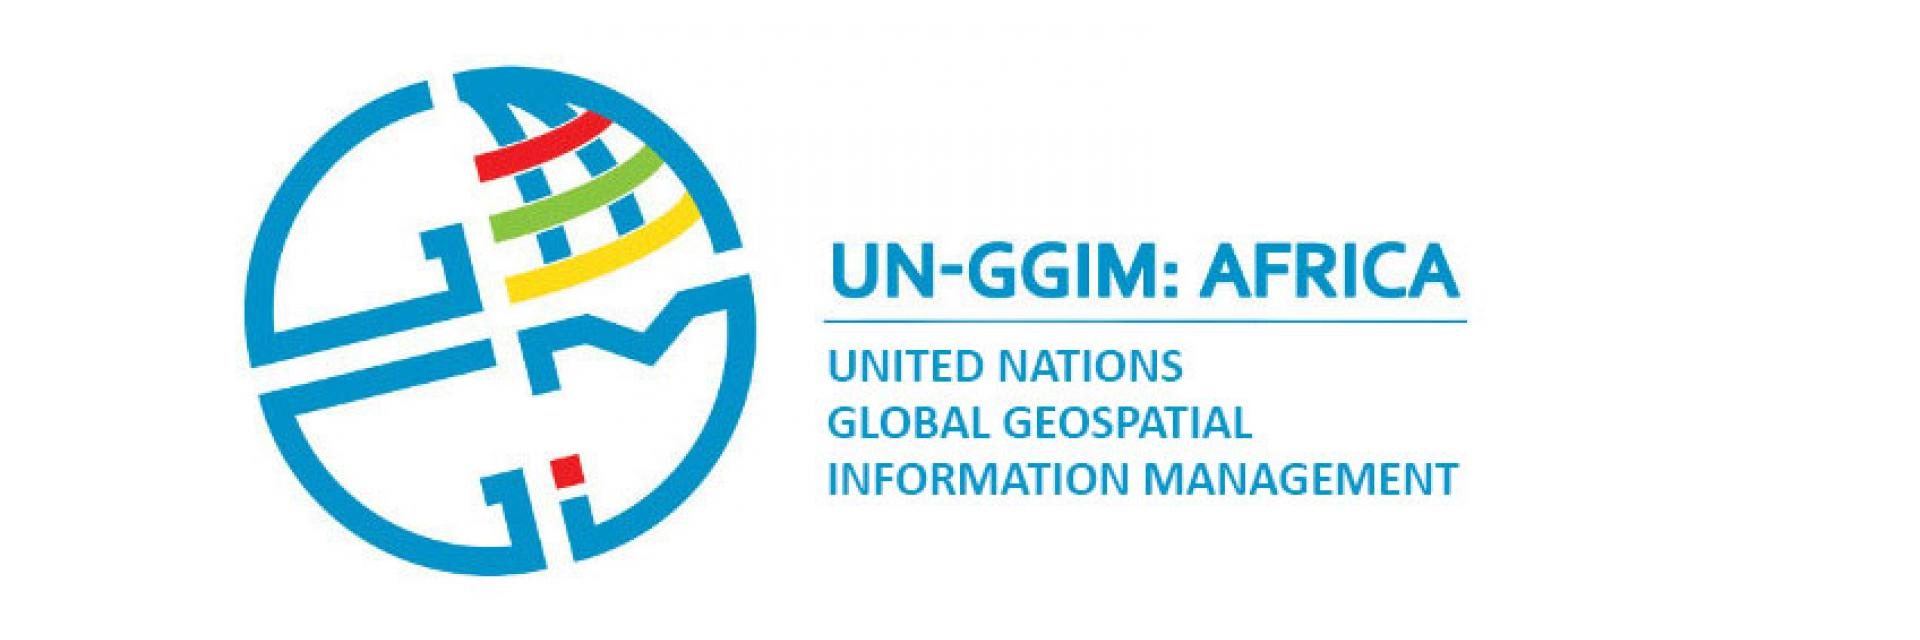 UN-GGIM: AFRICA
UNITED NATIONS
GLOBAL GEOSPATIAL
INFORMATION MANAGEMENT